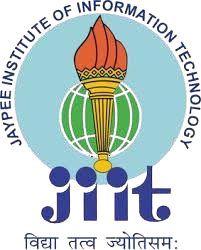 JAYPEE INSTITUTE OF INFORMATION TECHNOLOGY
jiit
विद्या तत्व ज्योतिसमः